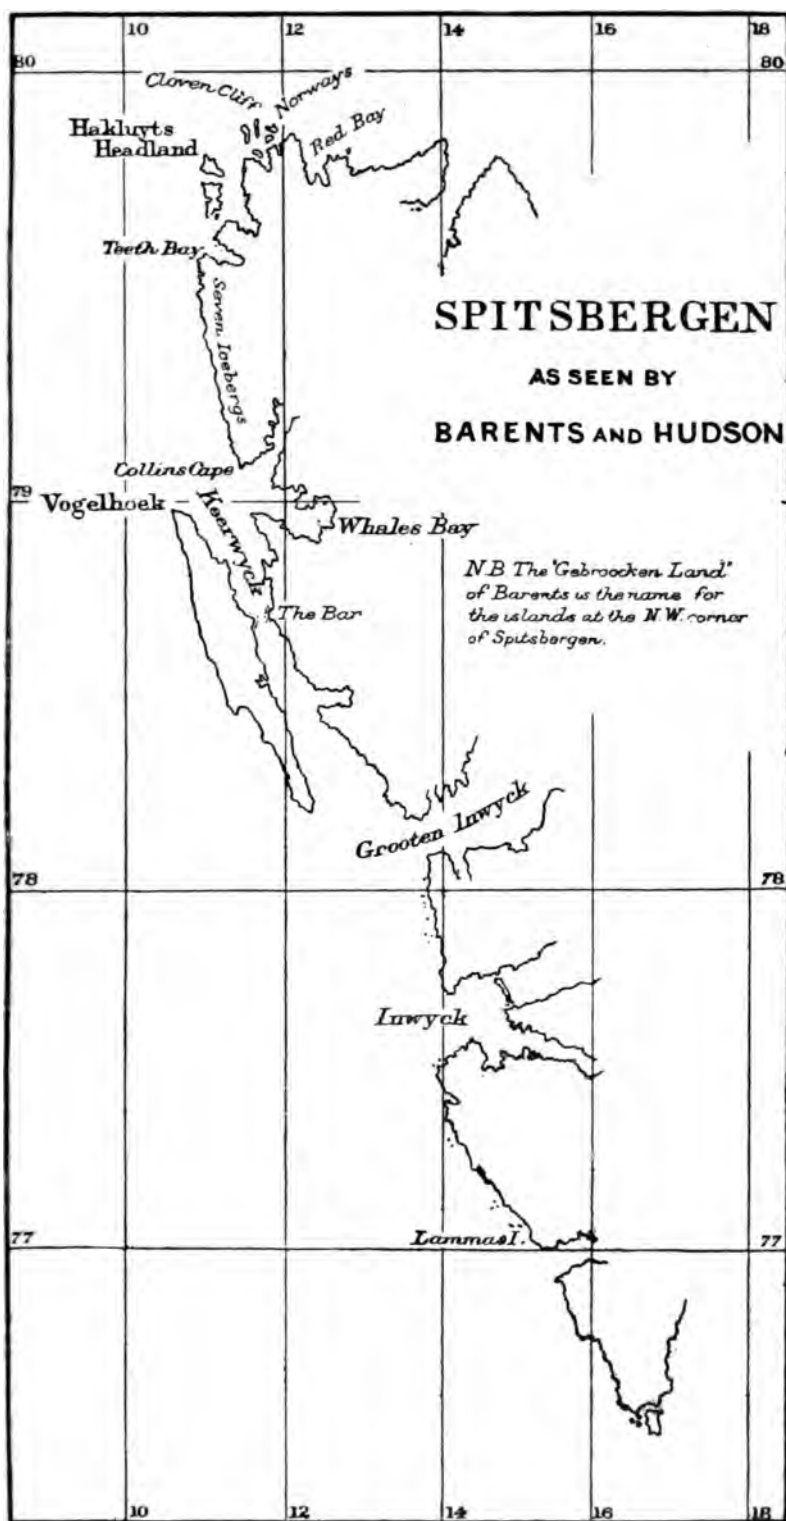 10 12 14 16 18
80 80
Cloven Cliff
Norways
Hakluyts
Headland
Red Bay
Teeth Bay
Seven Icebergs
SPITSBERGEN
AS SEEN BY
BARENTS AND HUDSON
Collins Cape
79
Vogelhoek
Keerwyck
Whales Bay
N.B. The "Gebroocken Land"
of Barents is the name for
the islands at the N.W. corner
of Spitsbergen.
The Bar
Grooten Inwyck
78 78
Inwyck
Lammas I.
77 77
10 12 14 16 18